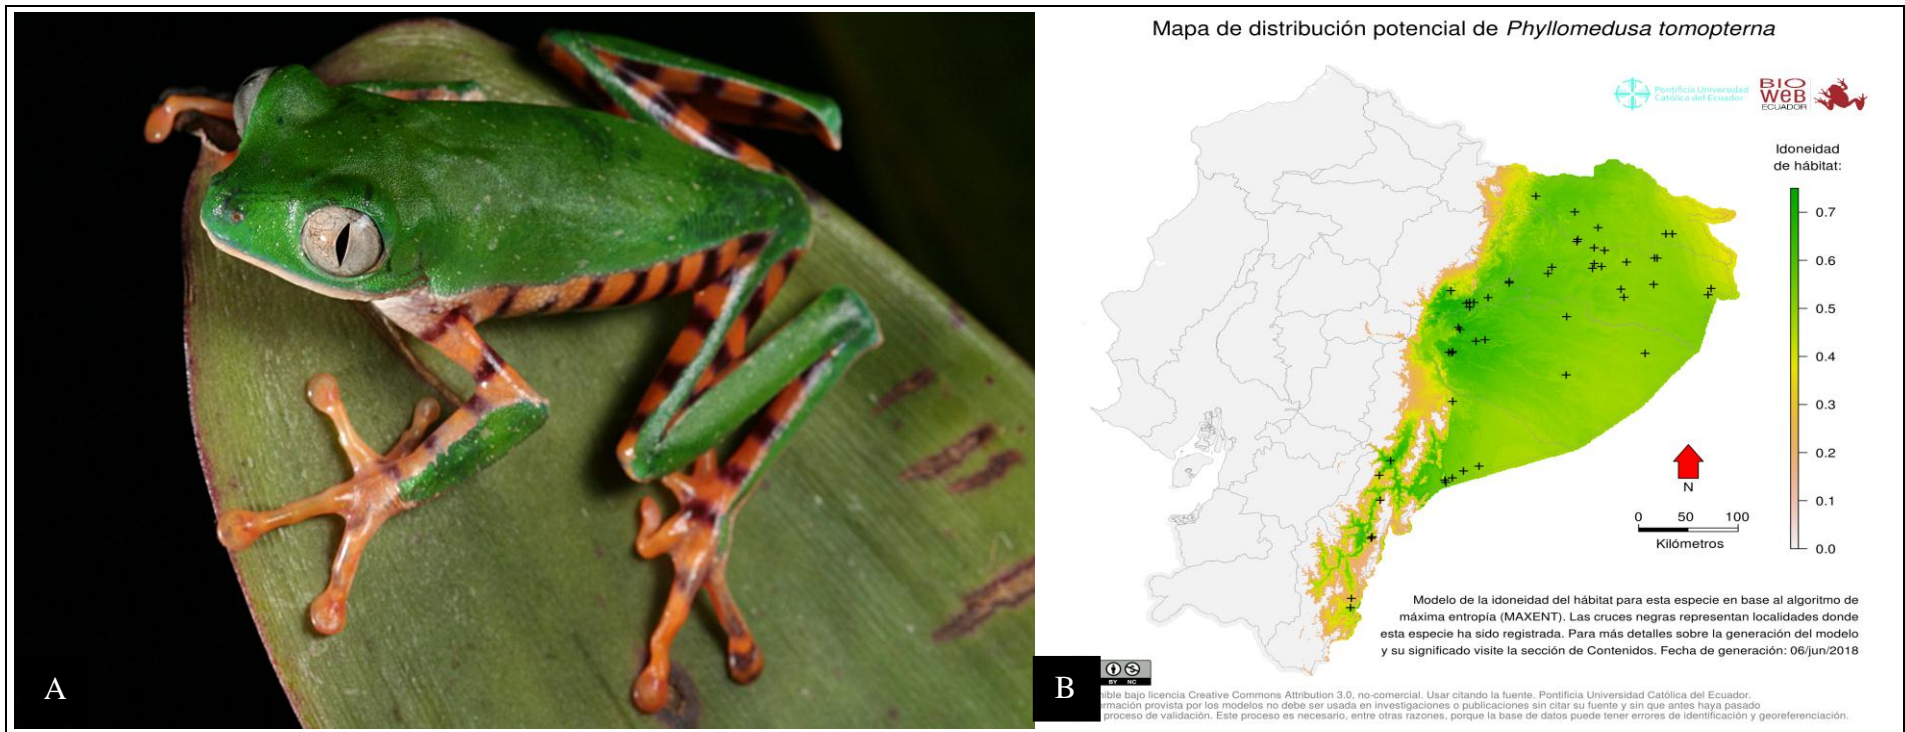 A
Mapa de distribución potencial de Phyllomedusa tomopterna
Pontificia Universidad
Católica del Ecuador
BIO
WEB
ECUADOR
Idoneidad
de hábitat:
0.7
0.6
0.5
0.4
0.3
0.2
0.1
0.0
N
0 50 100
Kilómetros
Modelo de la idoneidad del hábitat para esta especie en base al algoritmo de
máxima entropía (MAXENT). Las cruces negras representan localidades donde
esta especie ha sido registrada. Para más detalles sobre la generación del modelo
y su significado visite la sección de Contenidos. Fecha de generación: 06/jun/2018
BY NC
B
nible bajo licencia Creative Commons Attribution 3.0, no-comercial. Usar citando la fuente. Pontificia Universidad Católica del Ecuador.
ormación provista por los modelos no debe ser usada en investigaciones o publicaciones sin citar su fuente y sin que antes haya pasado
proceso de validación. Este proceso es necesario, entre otras razones, porque la base de datos puede tener errores de identificación y georeferenciación.